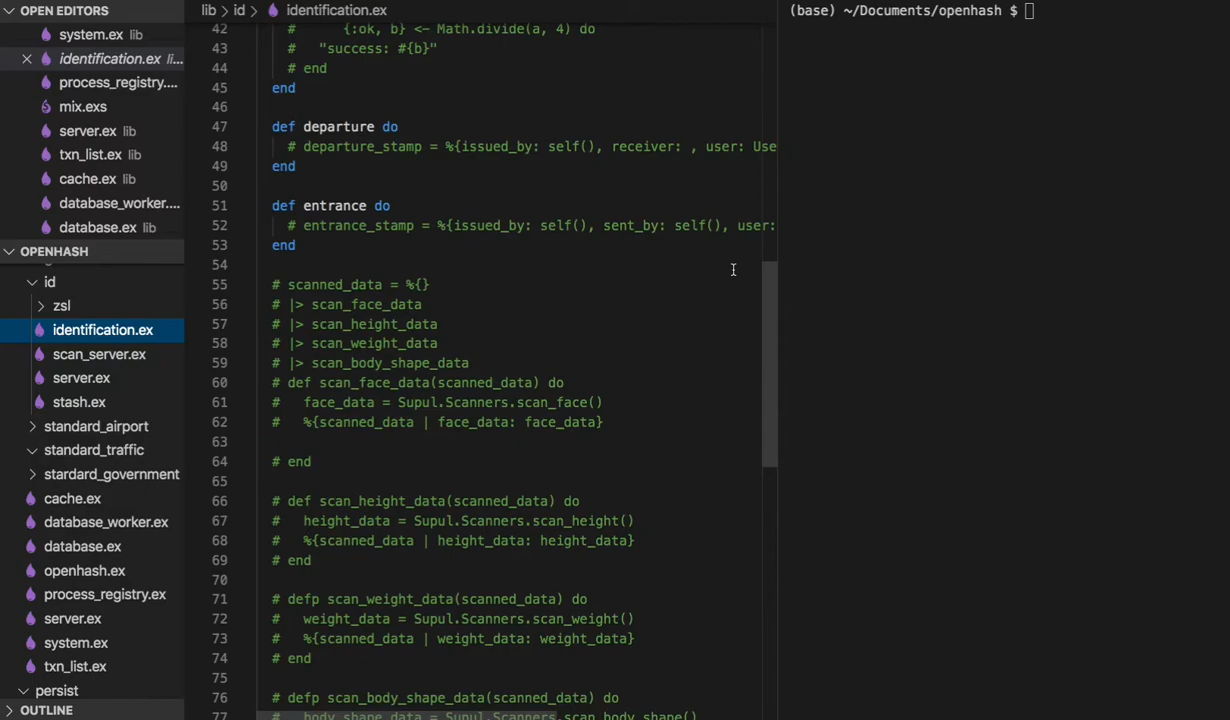 OPEN EDITORS
system.ex lib
identification.ex li...
process_registry....
mix.exs
server.ex lib
txn_list.ex lib
cache.ex lib
database_worker....
database.ex lib
OPENHASH
id
zsl
identification.ex
scan_server.ex
server.ex
stash.ex
standard_airport
standard_traffic
stardard_government
cache.ex
database_worker.ex
database.ex
openhash.ex
process_registry.ex
server.ex
system.ex
txn_list.ex
persist
OUTLINE
lib > id > identification.ex
42 # {:ok, b} <- Math.divide(a, 4) do
43 # "success: #{b}"
44 # end
45 end
46
47 def departure do
48 # departure_stamp = %{issued_by: self(), receiver: , user: Use
49 end
50
51 def entrance do
52 # entrance_stamp = %{issued_by: self(), sent_by: self(), user:
53 end
54
55 # scanned_data = %{}
56 # |> scan_face_data
57 # |> scan_height_data
58 # |> scan_weight_data
59 # |> scan_body_shape_data
60 # def scan_face_data(scanned_data) do
61 # face_data = Supul.Scanners.scan_face()
62 # %{scanned_data | face_data: face_data}
63
64 # end
65
66 # def scan_height_data(scanned_data) do
67 # height_data = Supul.Scanners.scan_height()
68 # %{scanned_data | height_data: height_data}
69 # end
70
71 # defp scan_weight_data(scanned_data) do
72 # weight_data = Supul.Scanners.scan_weight()
73 # %{scanned_data | weight_data: weight_data}
74 # end
75
76 # defp scan_body_shape_data(scanned_data) do
77 # body_shape_data = Supul.Scanners.scan_body_shape()
(base) ~/Documents/openhash $